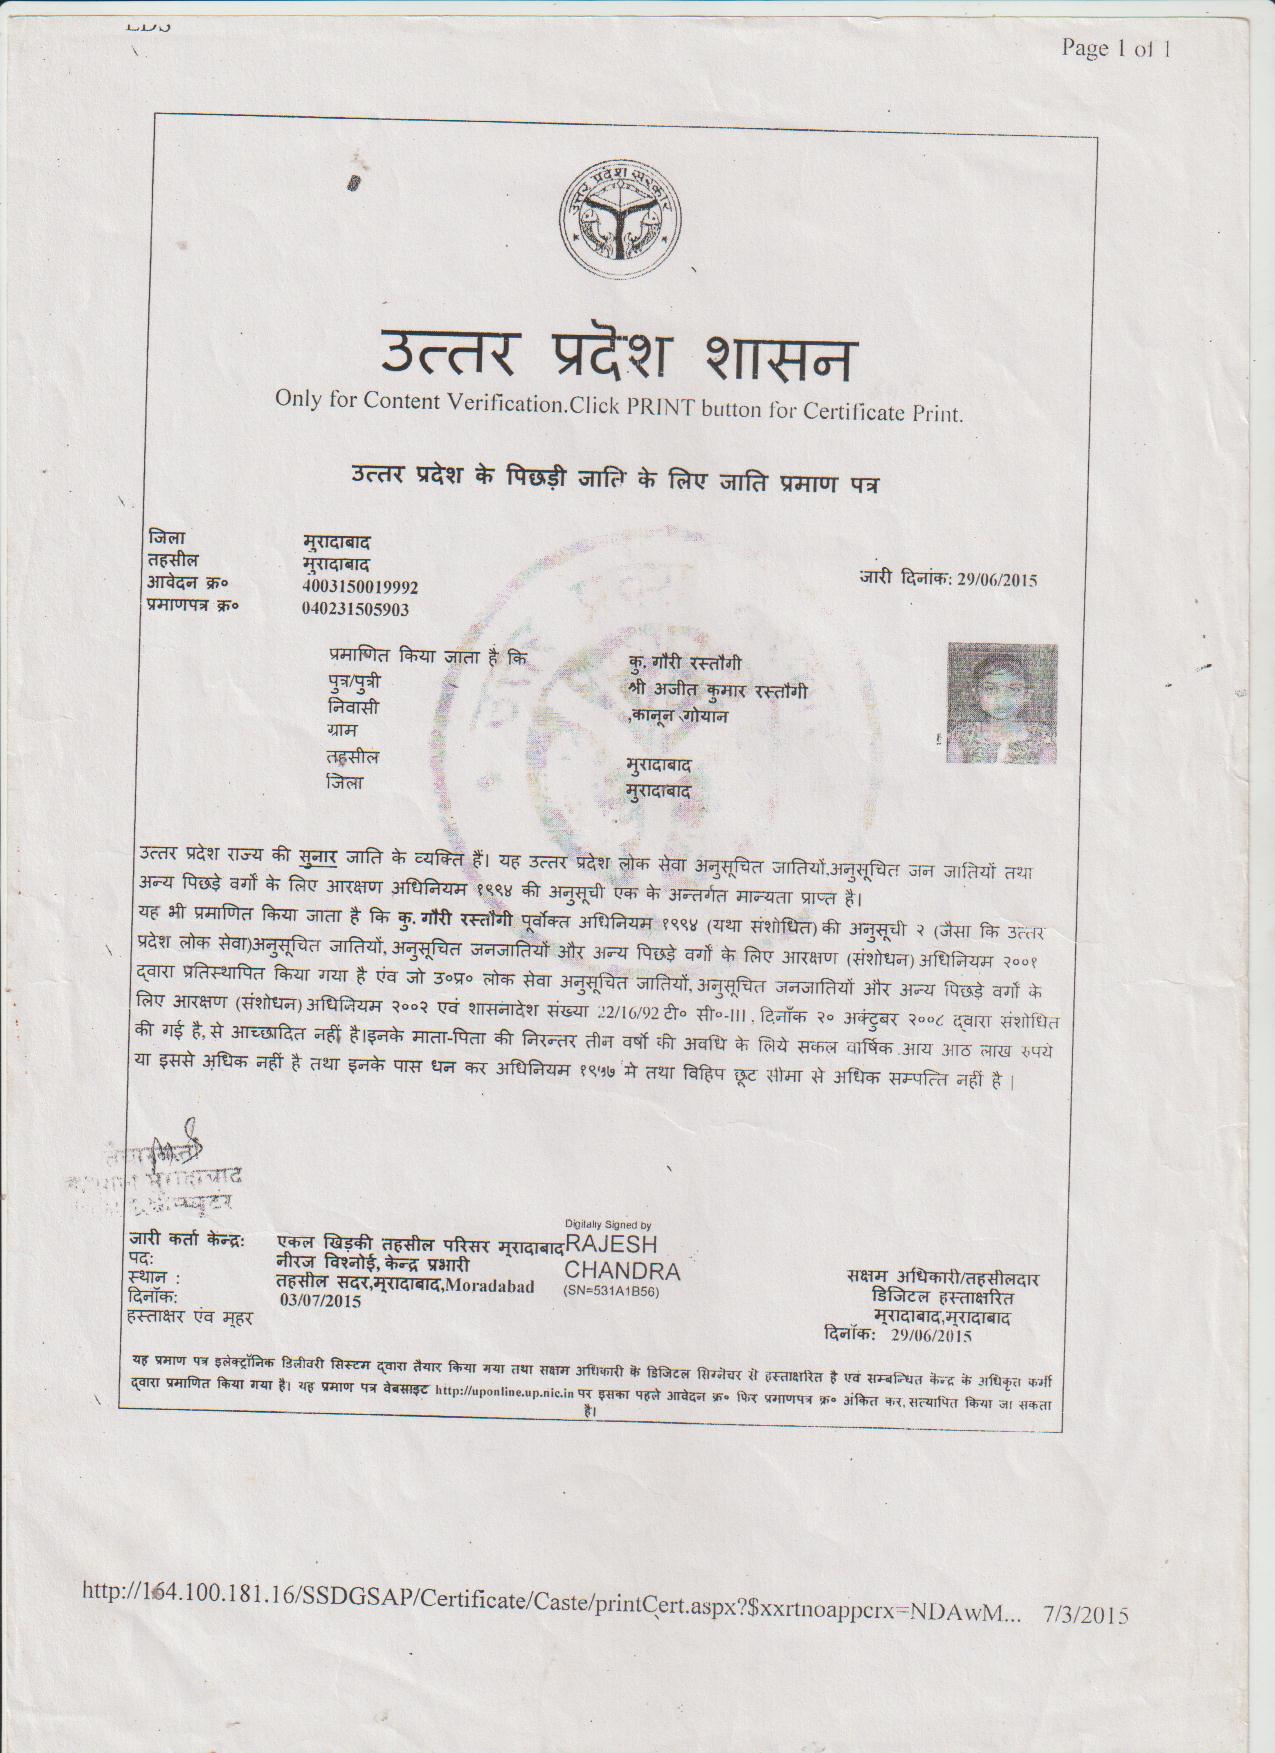 EDS
Page 1 of 1
उत्तर प्रदेश सरकार
उत्तर प्रदेश शासन
Only for Content Verification.Click PRINT button for Certificate Print.
उत्तर प्रदेश के पिछड़ी जाति के लिए जाति प्रमाण पत्र
जिला मुरादाबाद
तहसील मुरादाबाद
आवेदन क्र० 4003150019992 जारी दिनांक: 29/06/2015
प्रमाणपत्र क्र० 040231505903
प्रमाणित किया जाता है कि कु. गौरी रस्तौगी
पुत्र/पुत्री श्री अजीत कुमार रस्तौगी
निवासी ,कानून गोयान
ग्राम
तहसील मुरादाबाद
जिला मुरादाबाद
उत्तर प्रदेश राज्य की सुनार जाति के व्यक्ति हैं। यह उत्तर प्रदेश लोक सेवा अनुसूचित जातियों,अनुसूचित जन जातियों तथा
अन्य पिछड़े वर्गों के लिए आरक्षण अधिनियम १९९४ की अनुसूची एक के अन्तर्गत मान्यता प्राप्त है।
यह भी प्रमाणित किया जाता है कि कु. गौरी रस्तौगी पूर्वोक्त अधिनियम १९९४ (यथा संशोधित) की अनुसूची २ (जैसा कि उत्तर
प्रदेश लोक सेवा)अनुसूचित जातियों, अनुसूचित जनजातियों और अन्य पिछड़े वर्गों के लिए आरक्षण (संशोधन) अधिनियम २००१
द्वारा प्रतिस्थापित किया गया है एंव जो उ०प्र० लोक सेवा अनुसूचित जातियों, अनुसूचित जनजातियों और अन्य पिछड़े वर्गों के
लिए आरक्षण (संशोधन) अधिनियम २००२ एवं शासनादेश संख्या 22/16/92 टी० सी०-III , दिनाँक २० अक्टुबर २००८ द्वारा संशोधित
की गई है, से आच्छादित नहीं है।इनके माता-पिता की निरन्तर तीन वर्षो की अवधि के लिये सकल वार्षिक आय आठ लाख रुपये
या इससे अधिक नहीं है तथा इनके पास धन कर अधिनियम १९५७ मे तथा विहिप छूट सीमा से अधिक सम्पत्ति नहीं है |
मुरादाबाद
Digitally Signed by
जारी कर्ता केन्द्र: एकल खिड़की तहसील परिसर मुरादाबाद RAJESH
पद: नीरज विश्नोई, केन्द्र प्रभारी CHANDRA सक्षम अधिकारी/तहसीलदार
स्थान : तहसील सदर,मुरादाबाद,Moradabad (SN=531A1B56) डिजिटल हस्ताक्षरित
दिनाँक: 03/07/2015 मुरादाबाद,मुरादाबाद
हस्ताक्षर एंव मुहर दिनाँक: 29/06/2015
यह प्रमाण पत्र इलेक्ट्रॉनिक डिलीवरी सिस्टम द्वारा तैयार किया गया तथा सक्षम अधिकारी के डिजिटल सिग्नेचर से हस्ताक्षरित है एवं सम्बन्धित केन्द्र के अधिकृत कर्मी
द्वारा प्रमाणित किया गया है। यह प्रमाण पत्र वेबसाइट http://uponline.up.nic.in पर इसका पहले आवेदन क्र० फिर प्रमाणपत्र क्र० अंकित कर, सत्यापित किया जा सकता
है।
http://164.100.181.16/SSDGSAP/Certificate/Caste/printCert.aspx?$xxrtnoappcrx=NDAwM... 7/3/2015